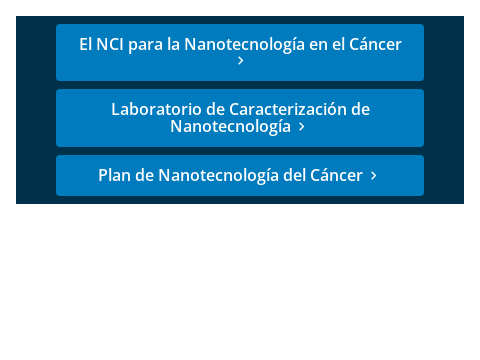 El NCI para la Nanotecnología en el Cáncer
Laboratorio de Caracterización de
Nanotecnología
Plan de Nanotecnología del Cáncer